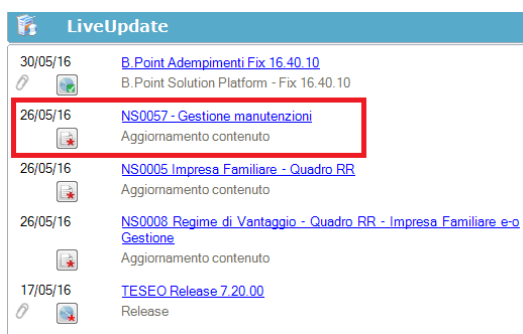 LiveUpdate
30/05/16 B.Point Adempimenti Fix 16.40.10
B.Point Solution Platform - Fix 16.40.10
26/05/16 NS0057 - Gestione manutenzioni
Aggiornamento contenuto
26/05/16 NS0005 Impresa Familiare - Quadro RR
Aggiornamento contenuto
26/05/16 NS0008 Regime di Vantaggio - Quadro RR - Impresa Familiare e-o
Gestione
Aggiornamento contenuto
17/05/16 TESEO Release 7.20.00
Release